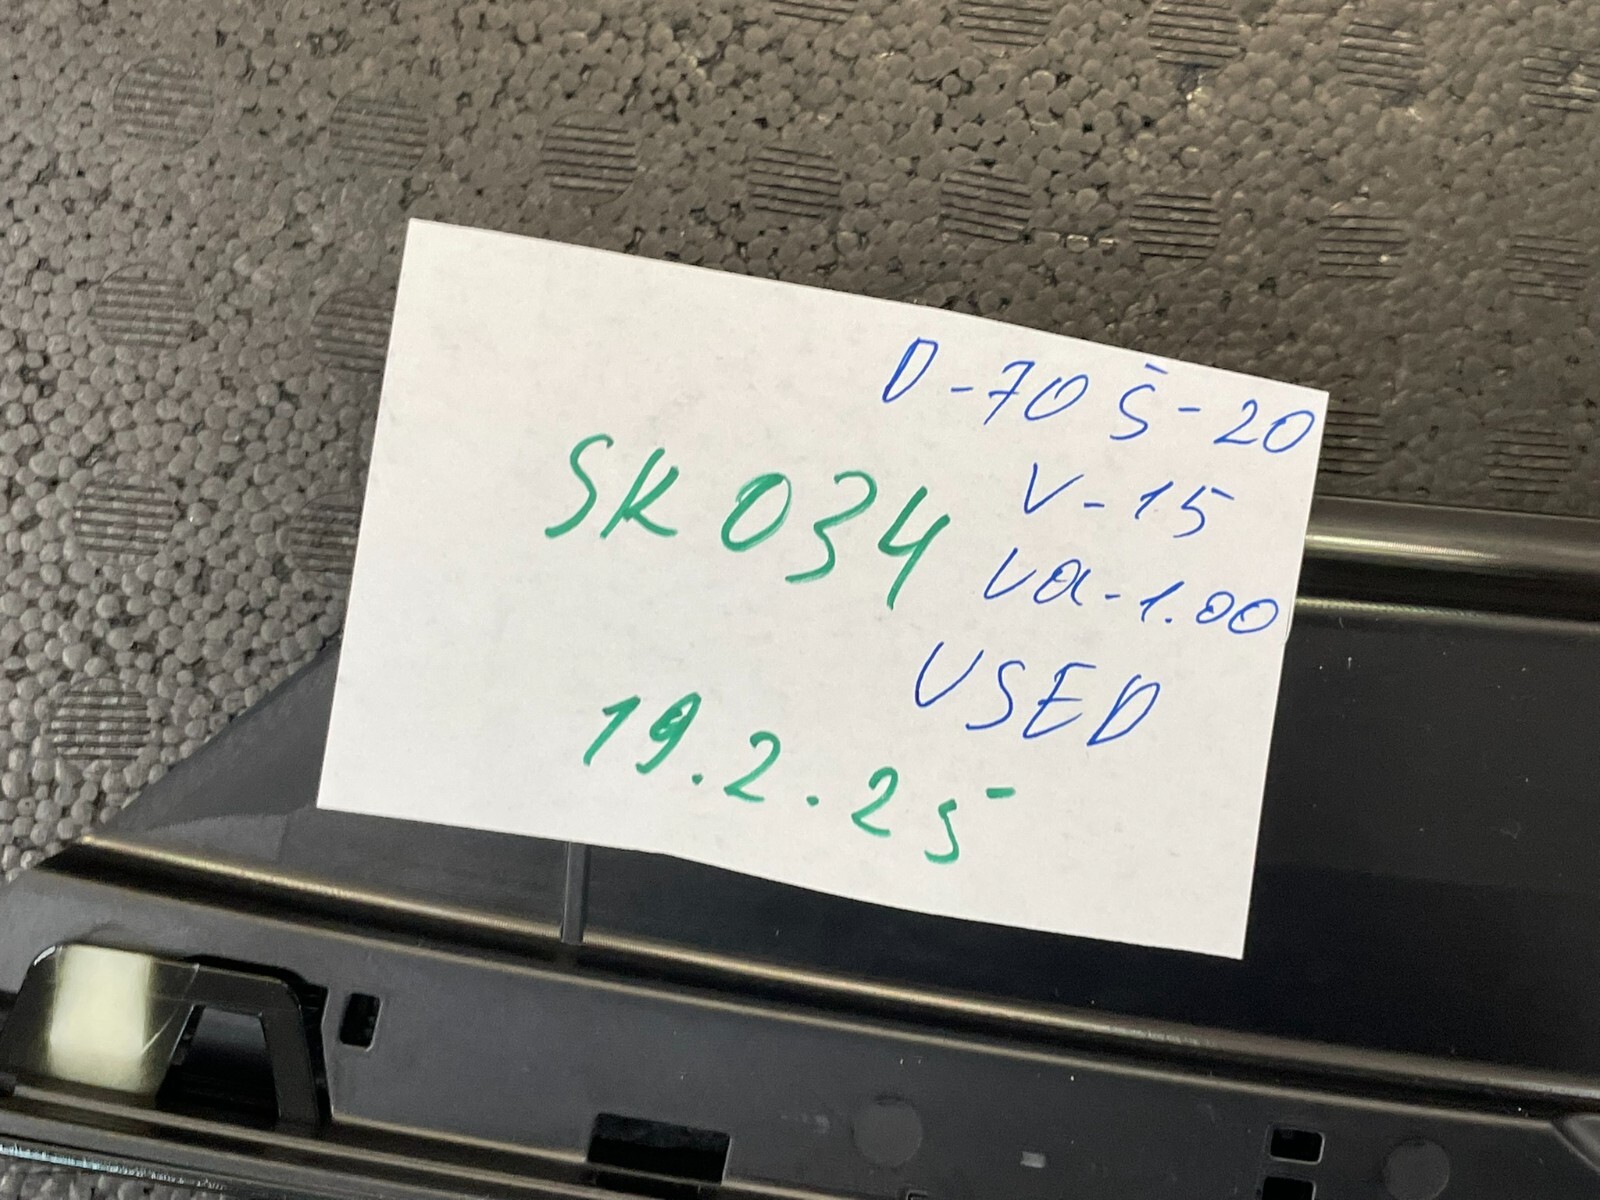 D-70 Š-20
SK 034
V-15
Va-1.00
USED
19.2.25